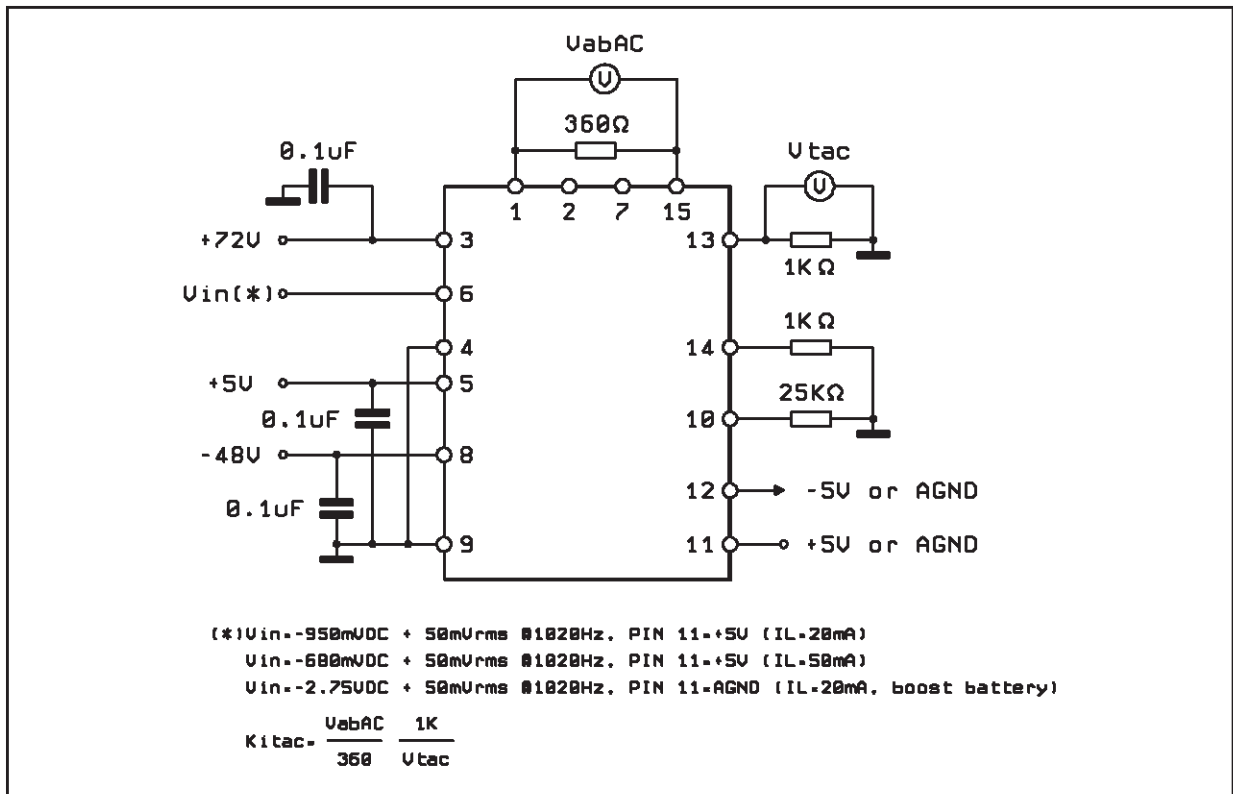 VabAC
V
360Ω
0.1uF
Vtac
V
1 2 7 15
+72V 3
13
1KΩ
Vin(*) 6
1KΩ
4
14
+5V 5
25KΩ
0.1uF
10
-48V 8
12 -5V or AGND
0.1uF
9
11 +5V or AGND
(*)Vin=-950mVDC + 50mVrms @1020Hz, PIN 11=+5V (IL=20mA)
Vin=-680mVDC + 50mVrms @1020Hz, PIN 11=+5V (IL=50mA)
Vin=-2.75VDC + 50mVrms @1020Hz, PIN 11=AGND (IL=20mA, boost battery)
VabAC 1K
Kitac=
360 Vtac